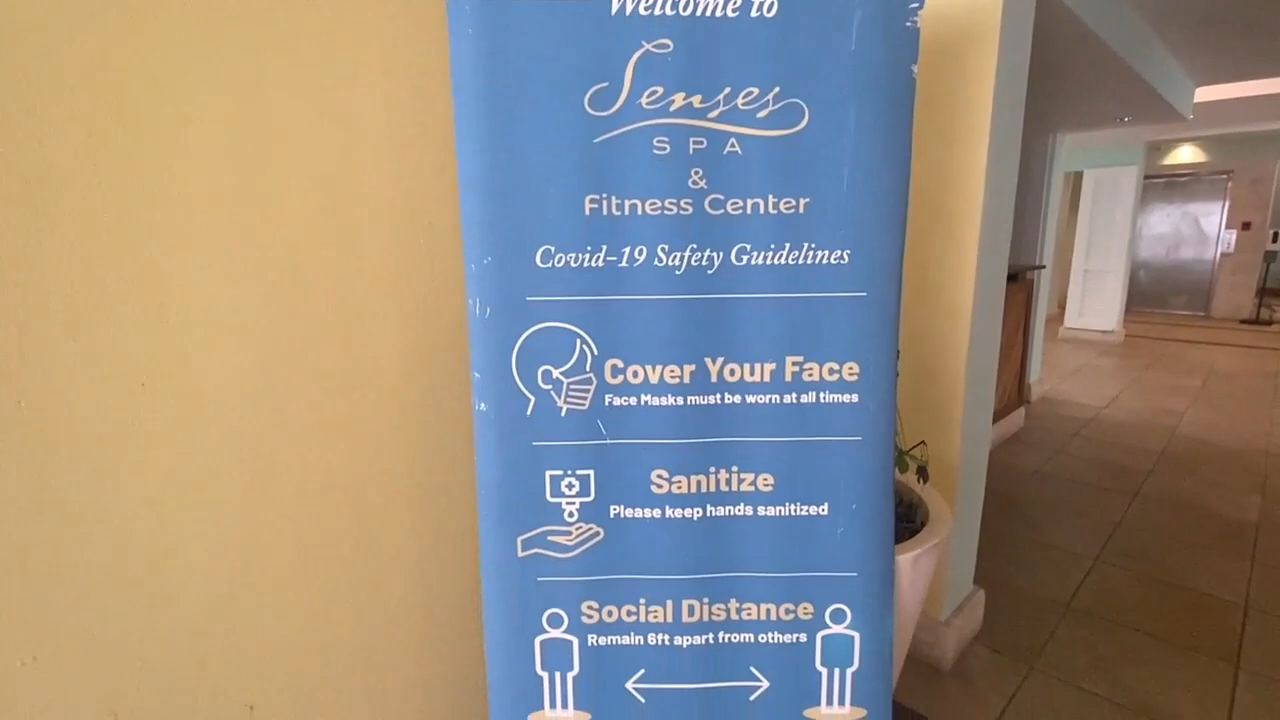 Welcome to
Senses
SPA
&
Fitness Center
Covid-19 Safety Guidelines
Cover Your Face
Face Masks must be worn at all times
Sanitize
Please keep hands sanitized
Social Distance
Remain 6ft apart from others